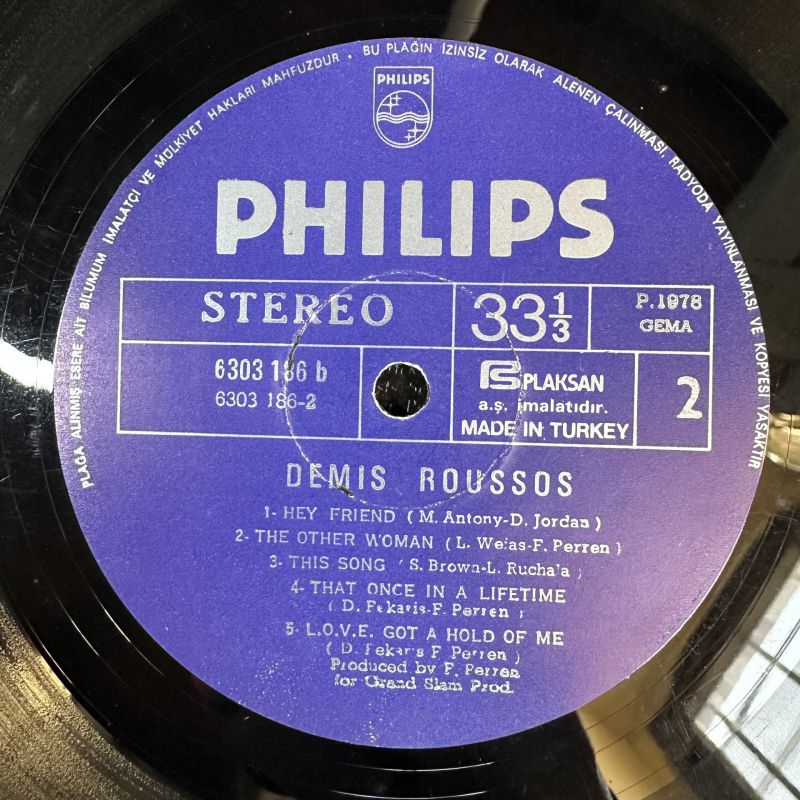 PLAĞA ALINMIŞ ESERE AİT BİLUMUM İMALATÇI VE MÜLKİYET HAKLARI MAHFUZDUR • BU PLAĞIN İZİNSİZ OLARAK ALENEN ÇALINMASI, RADYODA YAYINLANMASI VE KOPYESİ YASAKTIR
PHILIPS
PHILIPS
STEREO
33 1/3
P.1978
GEMA
6303 186 b
6303 186-2
PLAKSAN
a.ş. imalatıdır.
MADE IN TURKEY
2
DEMIS ROUSSOS
1- HEY FRIEND ( M. Antony-D. Jordan )
2- THE OTHER WOMAN ( L. Weias-F. Perren )
3- THIS SONG ( S. Brown-L. Ruchala )
4- THAT ONCE IN A LIFETIME
( D. Fekaris-F. Perren )
5- L.O.V.E. GOT A HOLD OF ME
( D. Fekaris F. Perren )
Produced by F. Perren
for Grand Slam Prod.